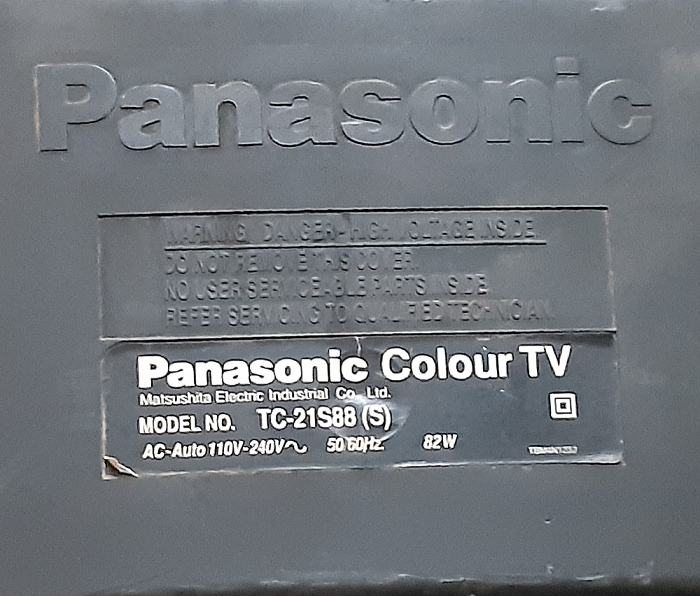 Panasonic
WARNING: DANGER-HIGH VOLTAGE INSIDE.
DO NOT REMOVE THIS COVER.
NO USER SERVICEABLE PARTS INSIDE.
REFER SERVICING TO QUALIFIED TECHNICIAN.
Panasonic Colour TV
Matsushita Electric Industrial Co., Ltd.
MODEL NO. TC-21S88 (S)
AC-Auto 110V-240V~ 50/60Hz 82W